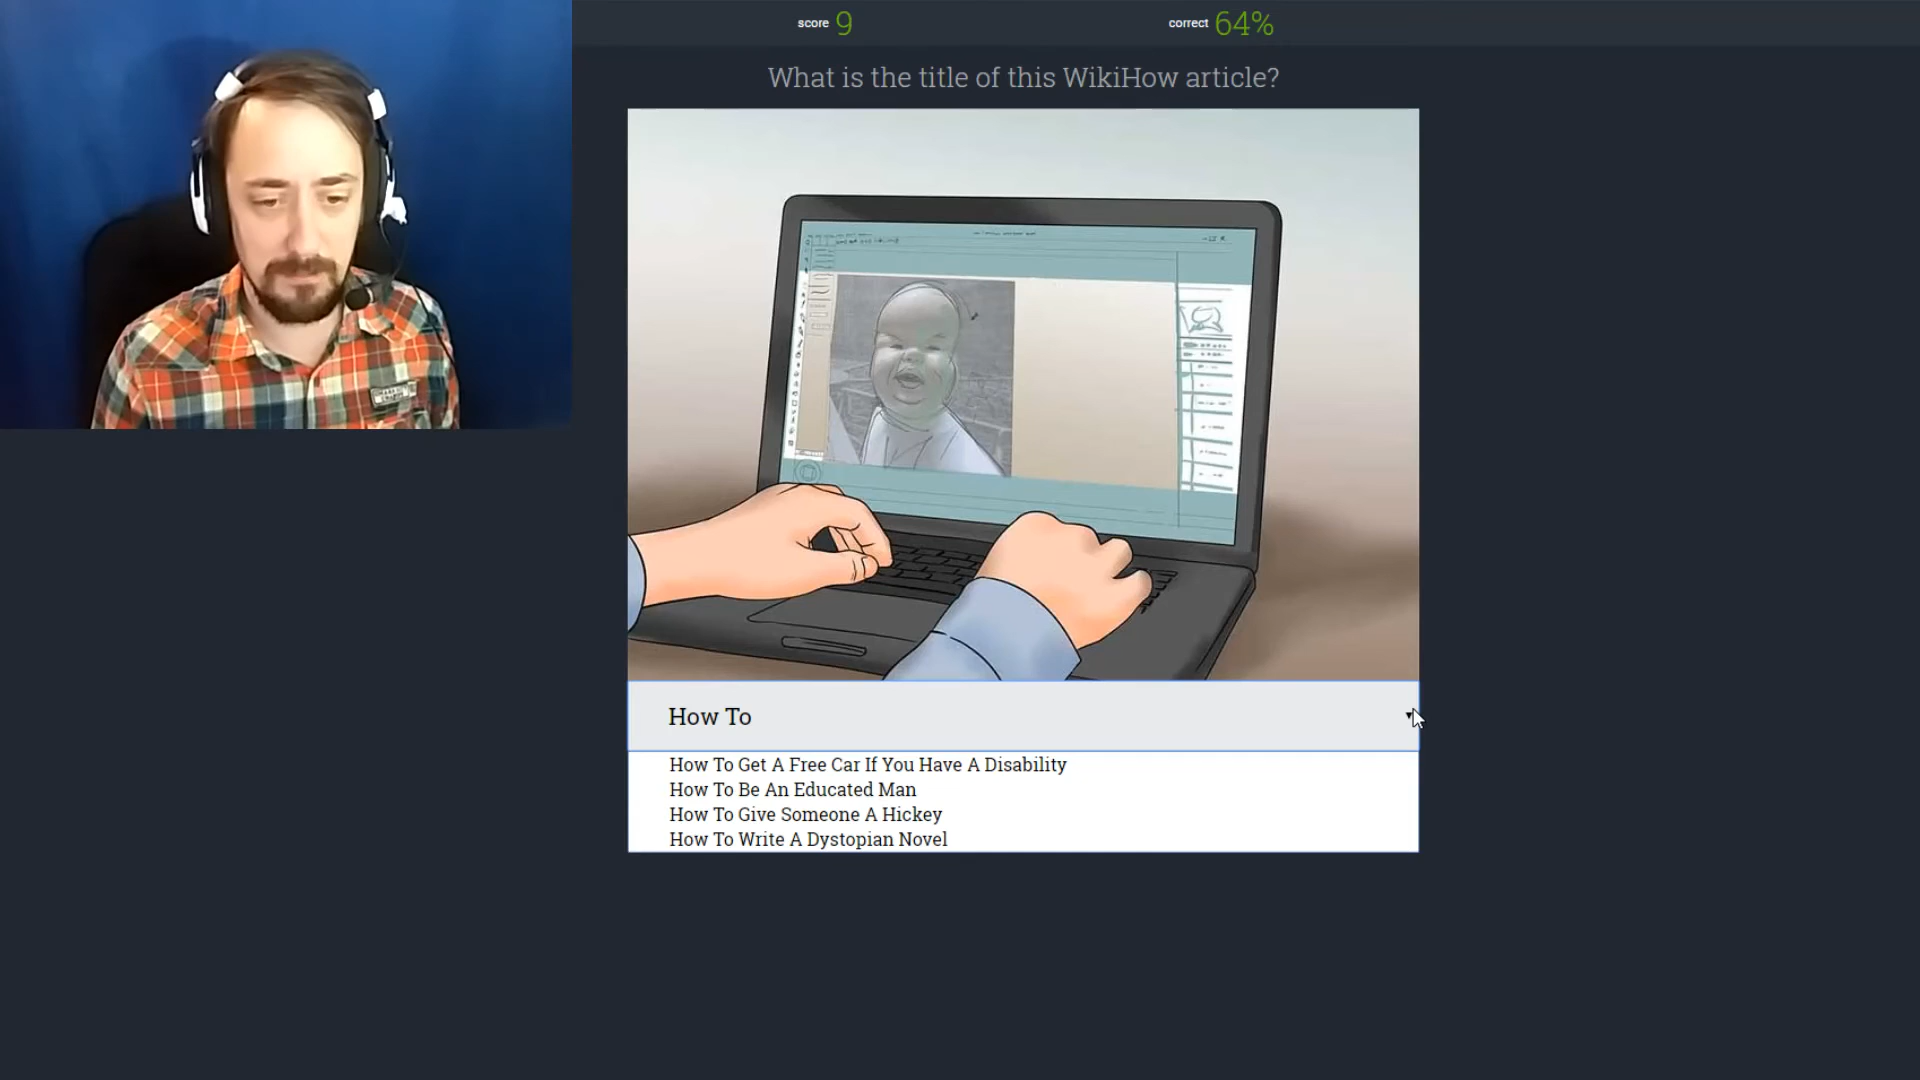 score 9
correct 64%
What is the title of this WikiHow article?
How To
How To Get A Free Car If You Have A Disability
How To Be An Educated Man
How To Give Someone A Hickey
How To Write A Dystopian Novel